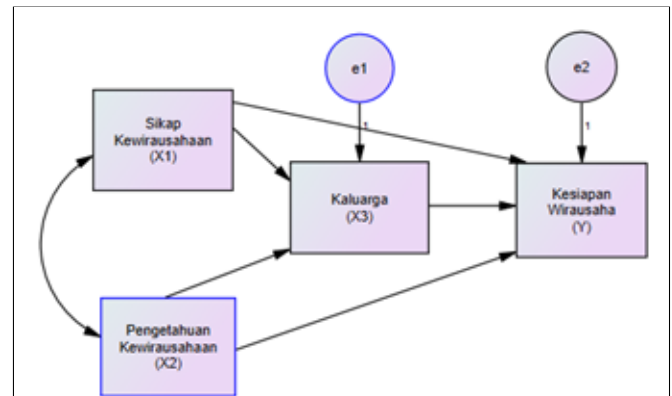 e1
e2
1
1
Sikap
Kewirausahaan
(X1)
Kaluarga
(X3)
Kesiapan
Wirausaha
(Y)
Pengetahuan
Kewirausahaan
(X2)